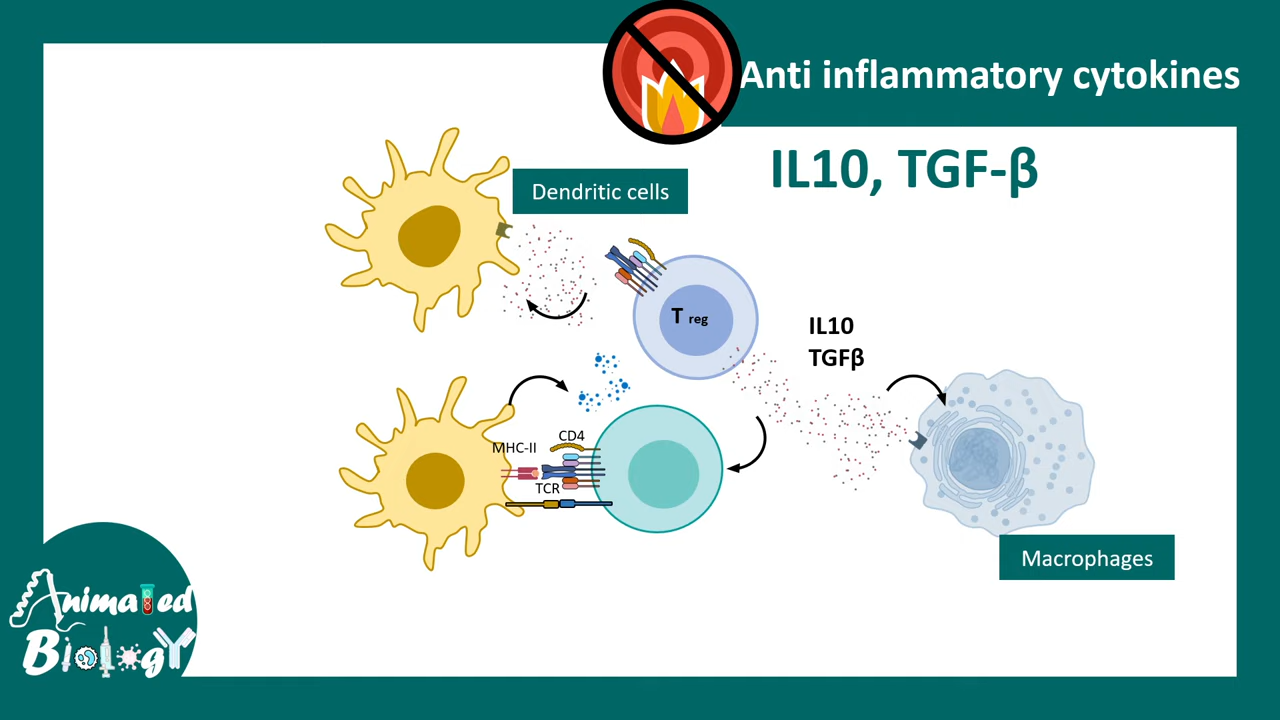 Anti inflammatory cytokines
IL10, TGF-β
Dendritic cells
T reg
IL10
TGFβ
CD4
MHC-II
TCR
Macrophages
Animated
Biology